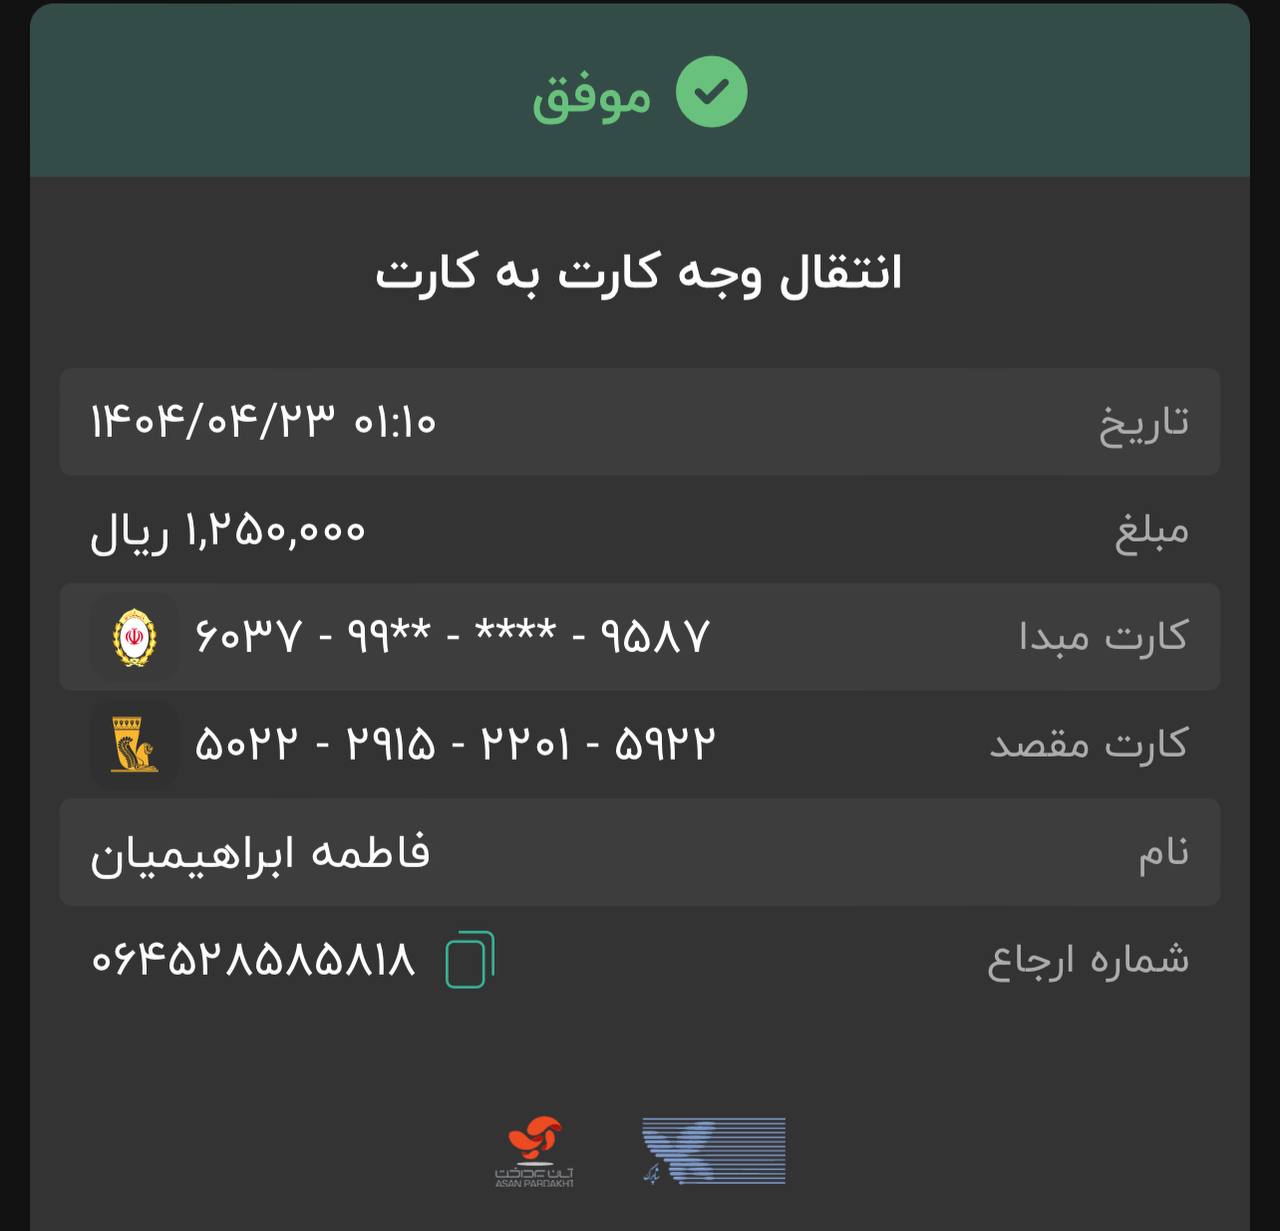 موفق
انتقال وجه کارت به کارت
تاریخ ۱۴۰۴/۰۴/۲۳ ۰۱:۱۰
مبلغ ۱,۲۵۰,۰۰۰ ریال
کارت مبدا ۶۰۳۷ - ۹۹** - **** - ۹۵۸۷
کارت مقصد ۵۰۲۲ - ۲۹۱۵ - ۲۲۰۱ - ۵۹۲۲
نام فاطمه ابراهیمیان
شماره ارجاع ۰۶۴۵۲۸۵۸۵۸۱۸
شاپرک
آسان پرداخت
ASAN PARDAKHT